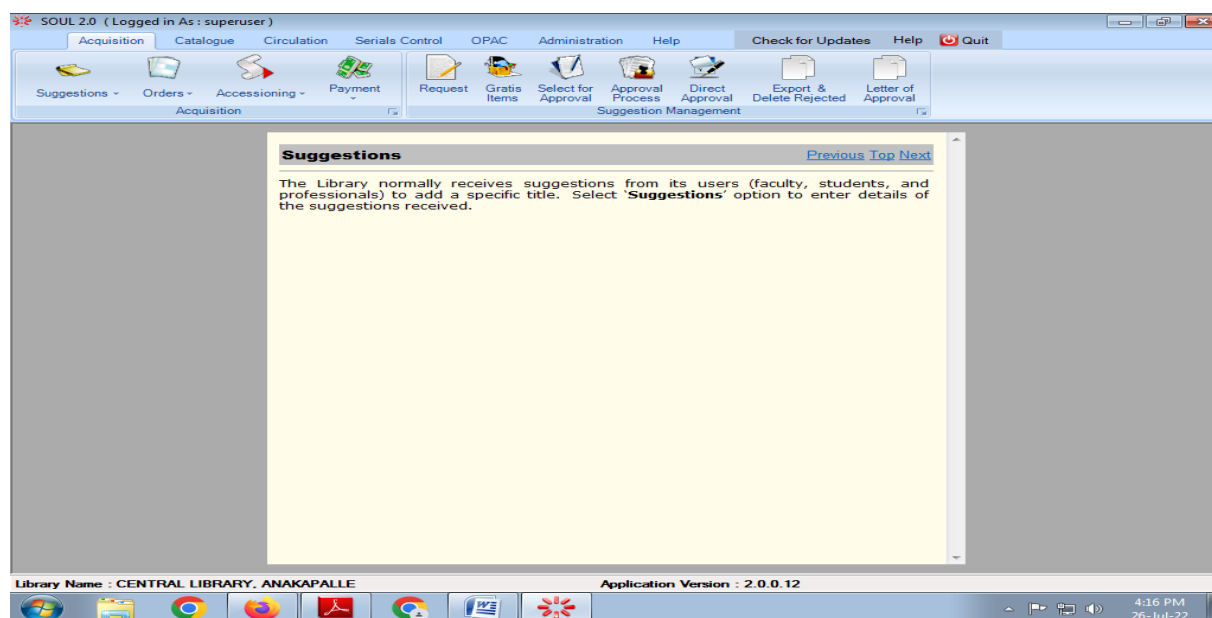 SOUL 2.0 ( Logged in As : superuser )
Acquisition Catalogue Circulation Serials Control OPAC Administration Help Check for Updates Help Quit
Suggestions Orders Accessioning Payment Request Gratis Items Select for Approval Approval Process Direct Approval Export & Delete Rejected Letter of Approval
Acquisition Suggestion Management
Suggestions Previous Top Next
The Library normally receives suggestions from its users (faculty, students, and
professionals) to add a specific title. Select `Suggestions´ option to enter details of
the suggestions received.
Library Name : CENTRAL LIBRARY, ANAKAPALLE Application Version : 2.0.0.12
4:16 PM
26-Jul-22